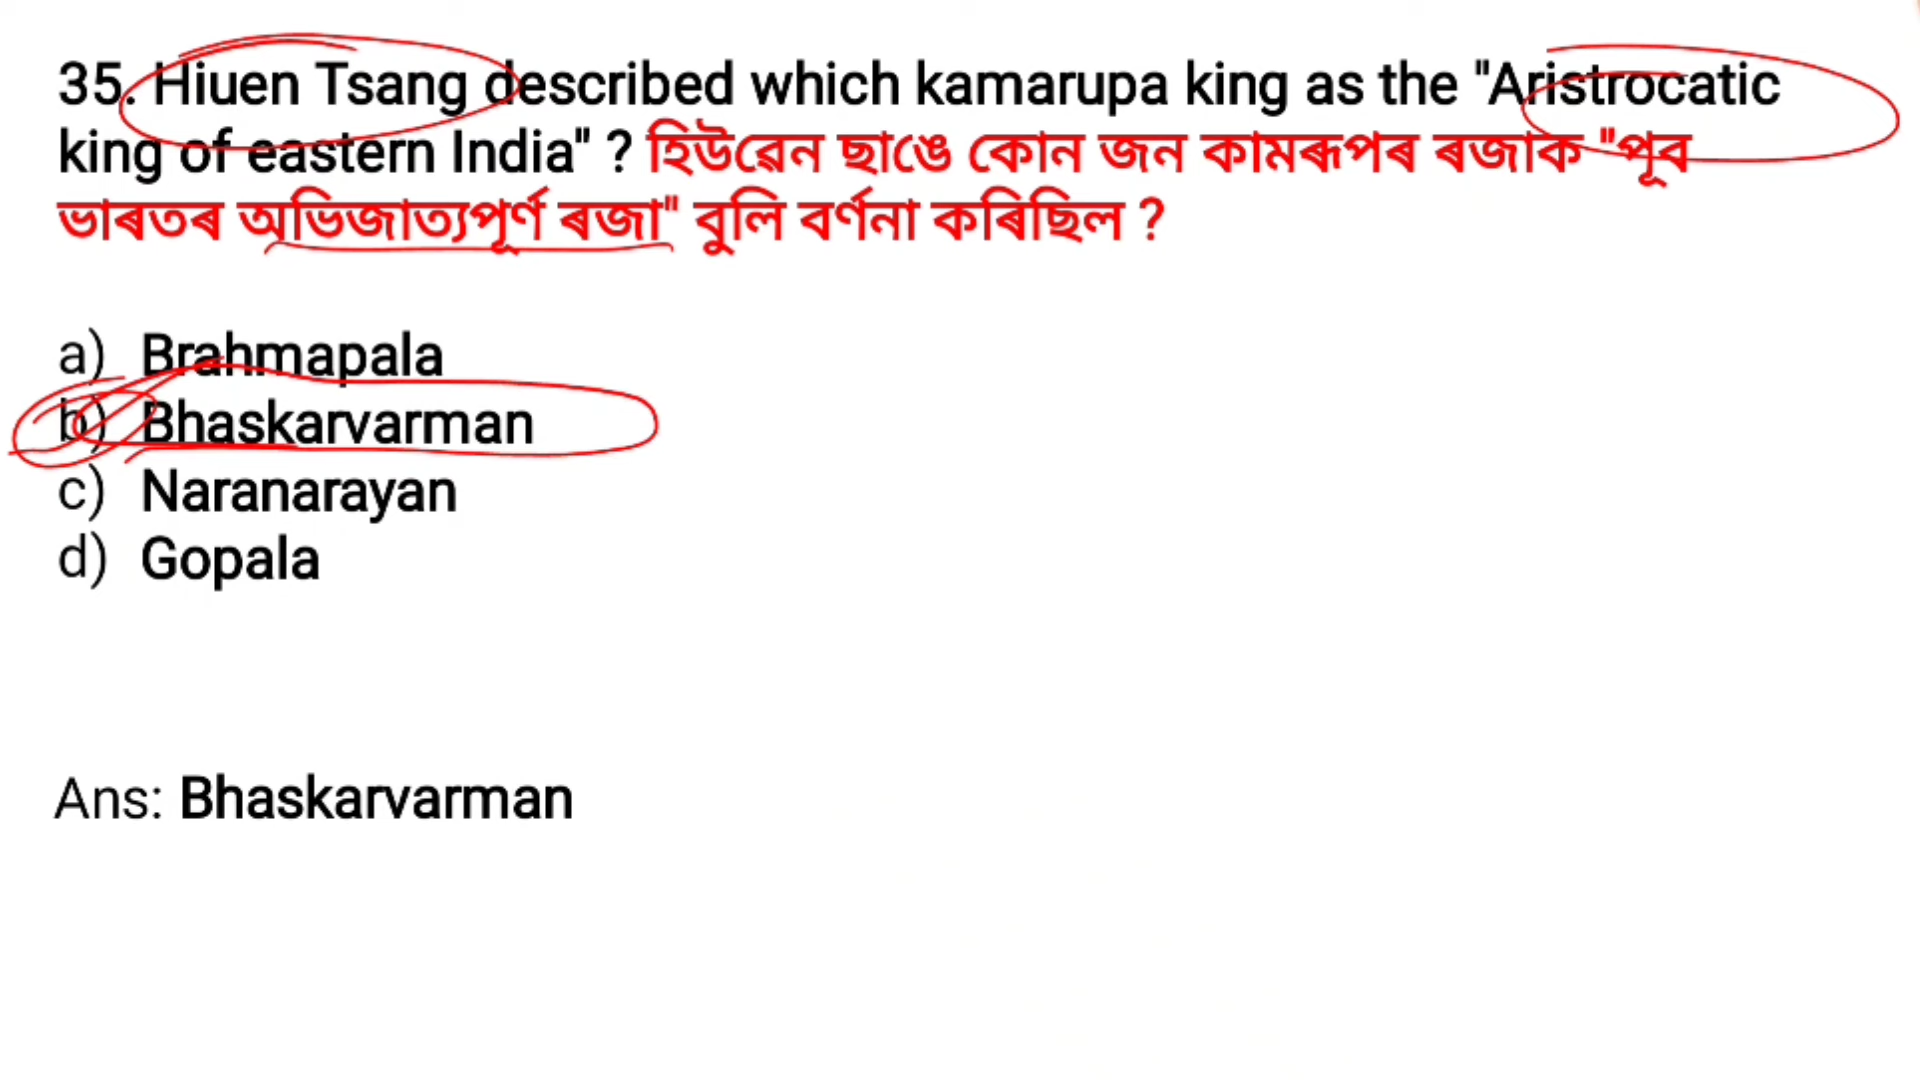 35. Hiuen Tsang described which kamarupa king as the "Aristrocatic
king of eastern India" ? হিউৱেন ছাঙে কোন জন কামৰূপৰ ৰজাক "পূব
ভাৰতৰ অভিজাত্যপূৰ্ণ ৰজা" বুলি বৰ্ণনা কৰিছিল ?
a) Brahmapala
b) Bhaskarvarman
c) Naranarayan
d) Gopala
Ans: Bhaskarvarman